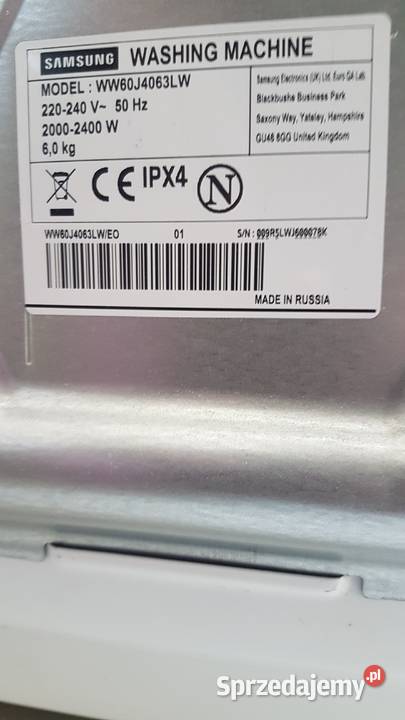 SAMSUNG WASHING MACHINE
MODEL : WW60J4063LW
220-240 V~ 50 Hz
2000-2400 W
6,0 kg
Samsung Electronics (UK) Ltd, Euro QA Lab
Blackbushe Business Park
Saxony Way, Yateley, Hampshire
GU46 6GG United Kingdom
CE IPX4 N
WW60J4063LW/EO 01 S/N :
MADE IN RUSSIA
Sprzedajemy.pl